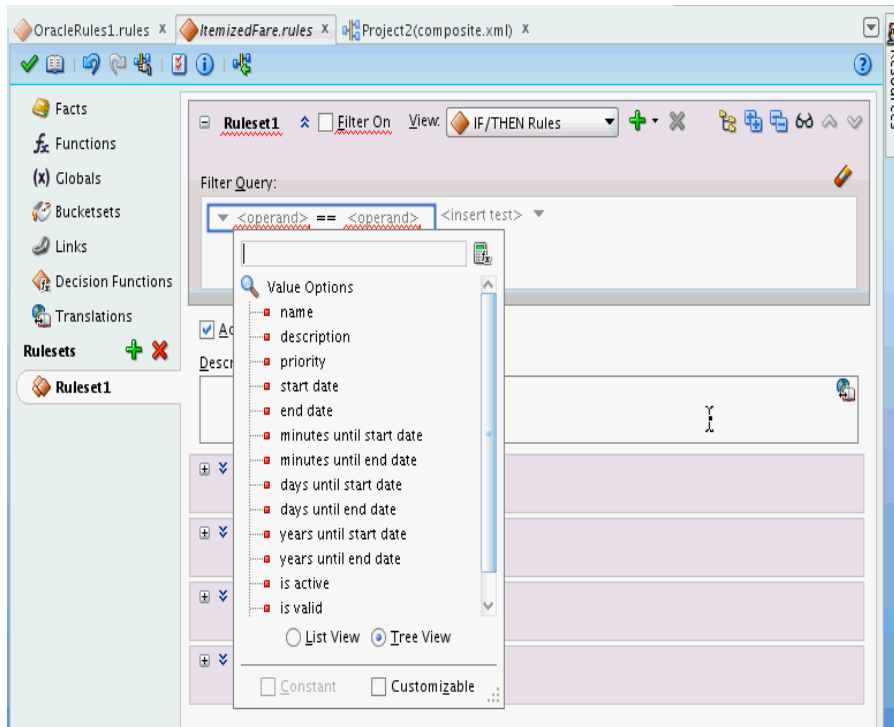 OracleRules1.rules x ItemizedFare.rules x Project2(composite.xml) x
Facts
fx Functions
(x) Globals
Bucketsets
Links
Decision Functions
Translations
Rulesets
Ruleset1
Ruleset1 Filter On View: IF/THEN Rules
Filter Query:
<operand> == <operand> <insert test>
Value Options
name
description
priority
start date
end date
minutes until start date
minutes until end date
days until start date
days until end date
years until start date
years until end date
is active
is valid
List View Tree View
Constant Customizable
Ac
Descr